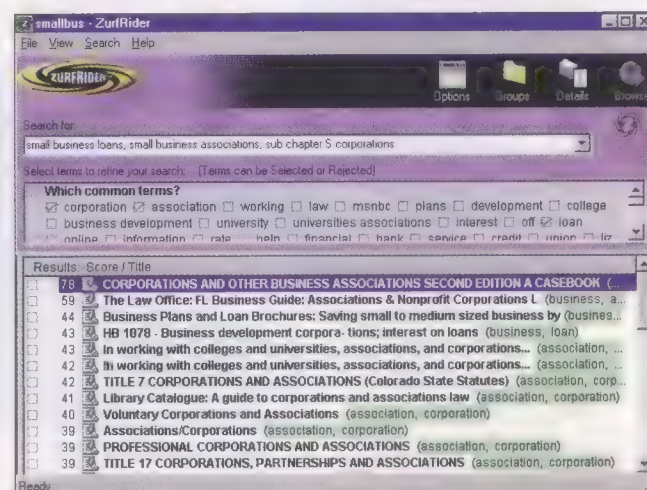 smallbus - ZurfRider
File View Search Help
ZURFRIDER
Options Groups Details Browse
Search for:
small business loans, small business associations, sub chapter S corporations
Select terms to refine your search: [Terms can be Selected or Rejected]
Which common terms?
corporation association working law msnbc plans development college
business development university universities associations interest off loan
online information rate help financial bank service credit union liz
Results: Score / Title
78 CORPORATIONS AND OTHER BUSINESS ASSOCIATIONS SECOND EDITION A CASEBOOK (...
59 The Law Office: FL Business Guide: Associations & Nonprofit Corporations L (business, a...
44 Business Plans and Loan Brochures: Saving small to medium sized business by (busines...
43 HB 1078 - Business development corpora- tions; interest on loans (business, loan)
43 In working with colleges and universities, associations, and corporations... (association, ...
42 In working with colleges and universities, associations, and corporations... (association, ...
42 TITLE 7 CORPORATIONS AND ASSOCIATIONS (Colorado State Statutes) (association, corp...
41 Library Catalogue: A guide to corporations and associations law (association, corporation)
40 Voluntary Corporations and Associations (association, corporation)
39 Associations/Corporations (association, corporation)
39 PROFESSIONAL CORPORATIONS AND ASSOCIATIONS (association, corporation)
39 TITLE 17 CORPORATIONS, PARTNERSHIPS AND ASSOCIATIONS (association, corporation)
Ready